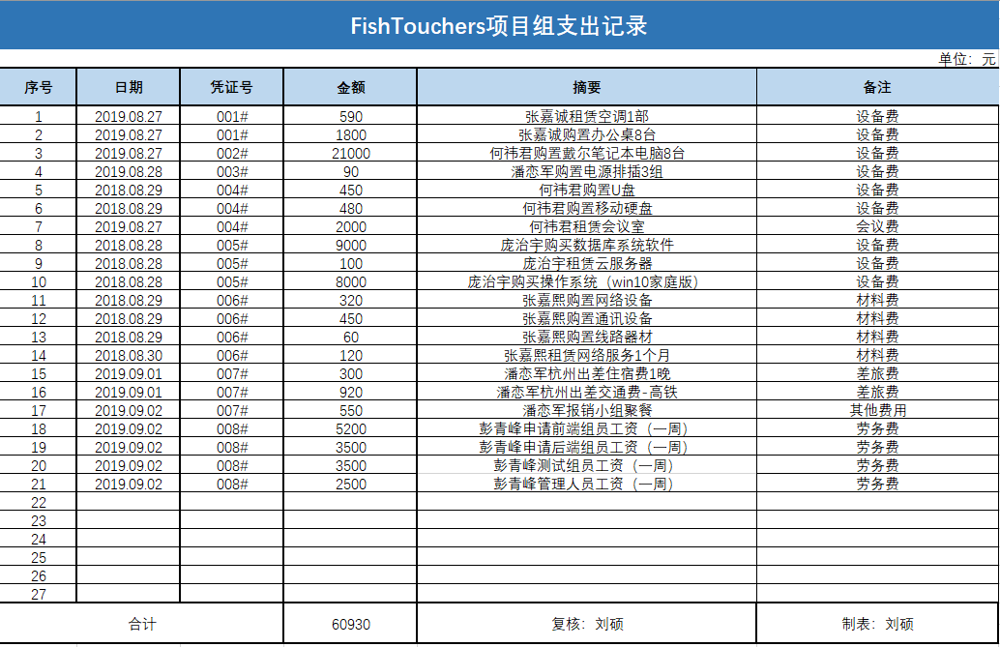 FishTouchers项目组支出记录
单位：元
序号 日期 凭证号 金额 摘要 备注
1 2019.08.27 001# 590 张嘉诚租赁空调1部 设备费
2 2019.08.27 001# 1800 张嘉诚购置办公桌8台 设备费
3 2019.08.27 002# 21000 何祎君购置戴尔笔记本电脑8台 设备费
4 2019.08.28 003# 90 潘恋军购置电源排插3组 设备费
5 2018.08.29 004# 450 何祎君购置U盘 设备费
6 2018.08.29 004# 480 何祎君购置移动硬盘 设备费
7 2019.08.27 004# 2000 何祎君租赁会议室 会议费
8 2018.08.28 005# 9000 庞治宇购买数据库系统软件 设备费
9 2018.08.28 005# 100 庞治宇租赁云服务器 设备费
10 2018.08.28 005# 8000 庞治宇购买操作系统（win10家庭版） 设备费
11 2018.08.29 006# 320 张嘉熙购置网络设备 材料费
12 2018.08.29 006# 450 张嘉熙购置通讯设备 材料费
13 2018.08.29 006# 60 张嘉熙购置线路器材 材料费
14 2018.08.30 006# 120 张嘉熙租赁网络服务1个月 材料费
15 2019.09.01 007# 300 潘恋军杭州出差住宿费1晚 差旅费
16 2019.09.01 007# 920 潘恋军杭州出差交通费-高铁 差旅费
17 2019.09.02 007# 550 潘恋军报销小组聚餐 其他费用
18 2019.09.02 008# 5200 彭青峰申请前端组员工资（一周） 劳务费
19 2019.09.02 008# 3500 彭青峰申请后端组员工资（一周） 劳务费
20 2019.09.02 008# 3500 彭青峰测试组员工资（一周） 劳务费
21 2019.09.02 008# 2500 彭青峰管理人员工资（一周） 劳务费
22
23
24
25
26
27
合计 60930 复核：刘硕 制表：刘硕